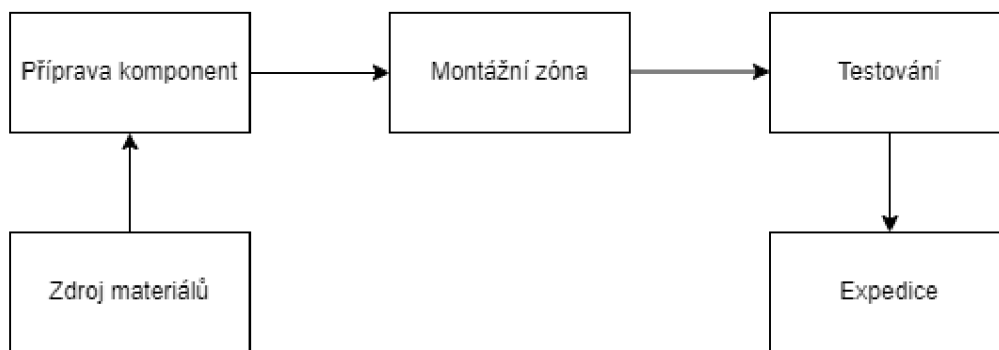 Příprava komponent
Montážní zóna
Testování
Zdroj materiálů
Expedice